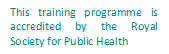 This training programme is
accredited by the Royal
Society for Public Health